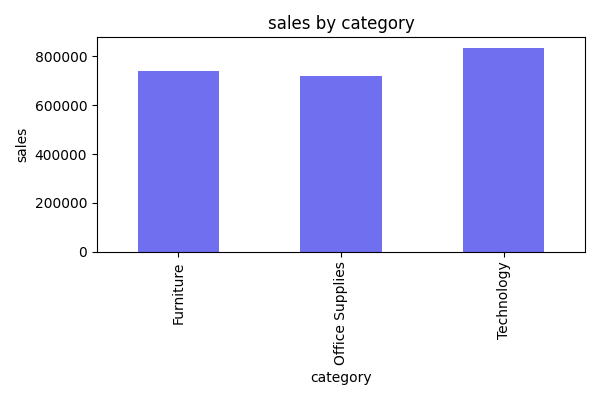 sales by category
sales
800000
600000
400000
200000
0
Furniture
Office Supplies
Technology
category